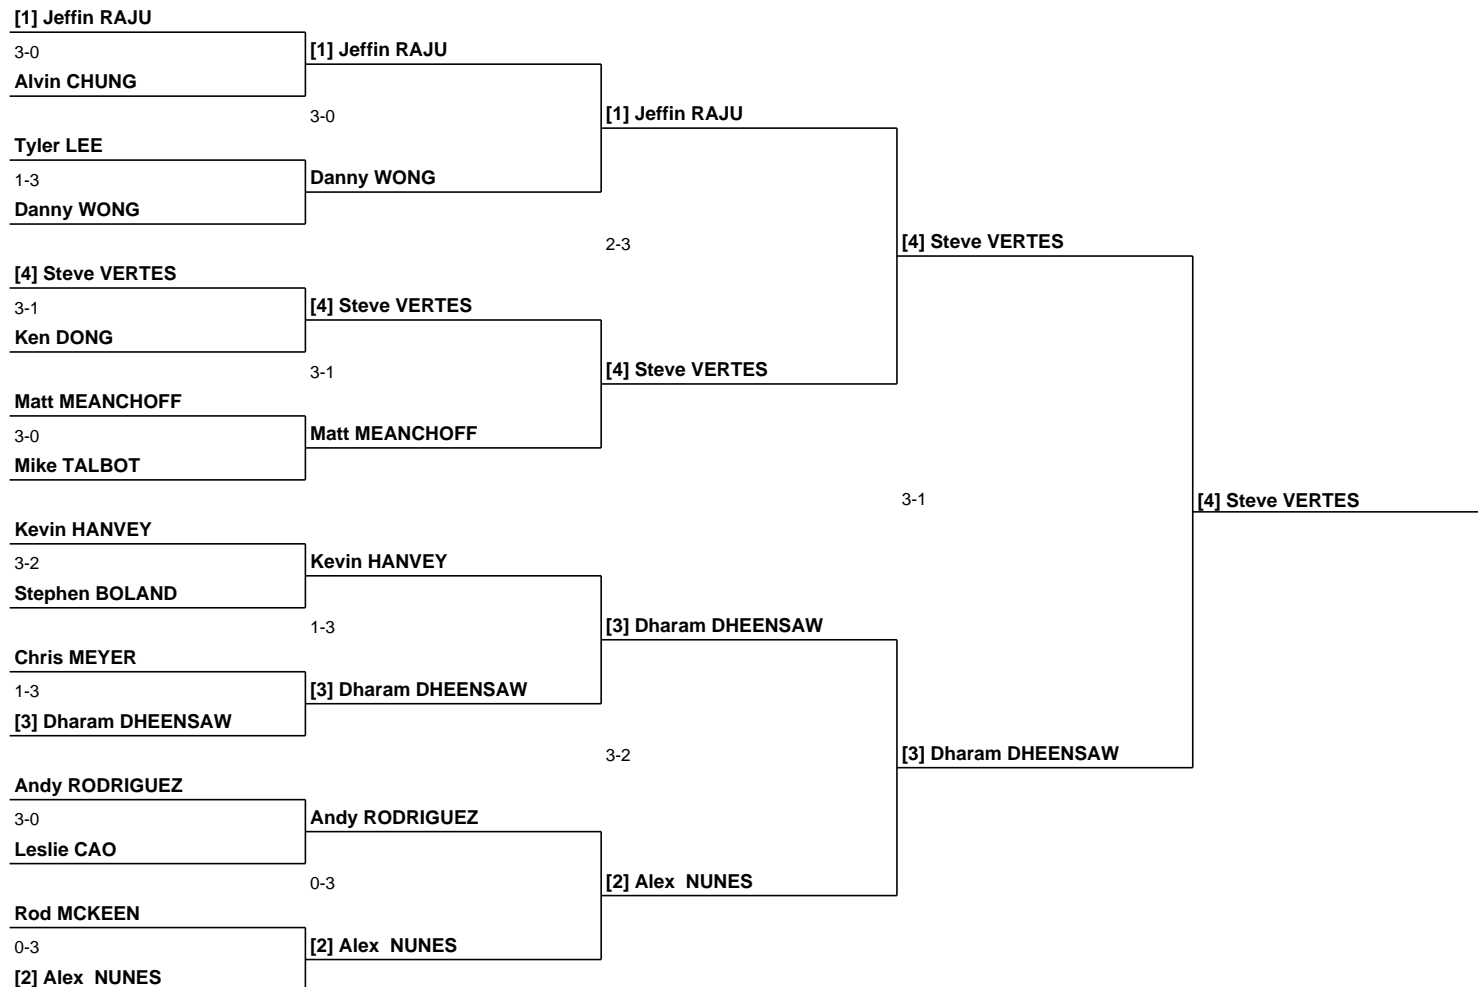 [1] Jeffin RAJU
3-0
[1] Jeffin RAJU
Alvin CHUNG
3-0
[1] Jeffin RAJU
Tyler LEE
1-3
Danny WONG
Danny WONG
2-3
[4] Steve VERTES
[4] Steve VERTES
3-1
[4] Steve VERTES
Ken DONG
3-1
[4] Steve VERTES
Matt MEANCHOFF
3-0
Matt MEANCHOFF
Mike TALBOT
3-1
[4] Steve VERTES
Kevin HANVEY
3-2
Kevin HANVEY
Stephen BOLAND
1-3
[3] Dharam DHEENSAW
Chris MEYER
1-3
[3] Dharam DHEENSAW
[3] Dharam DHEENSAW
3-2
[3] Dharam DHEENSAW
Andy RODRIGUEZ
3-0
Andy RODRIGUEZ
Leslie CAO
0-3
[2] Alex  NUNES
Rod MCKEEN
0-3
[2] Alex  NUNES
[2] Alex  NUNES